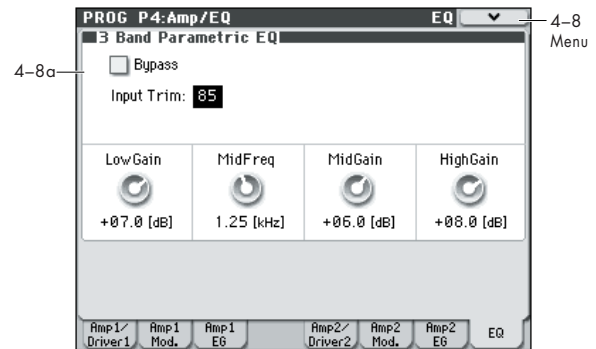 PROG P4:Amp/EQ EQ
4–8
Menu
3 Band Parametric EQ
4–8a
Bypass
Input Trim: 85
LowGain MidFreq MidGain HighGain
+07.0 [dB] 1.25 [kHz] +06.0 [dB] +08.0 [dB]
Amp1/ Amp1 Amp1 Amp2/ Amp2 Amp2 EQ
Driver1 Mod. EG Driver2 Mod. EG